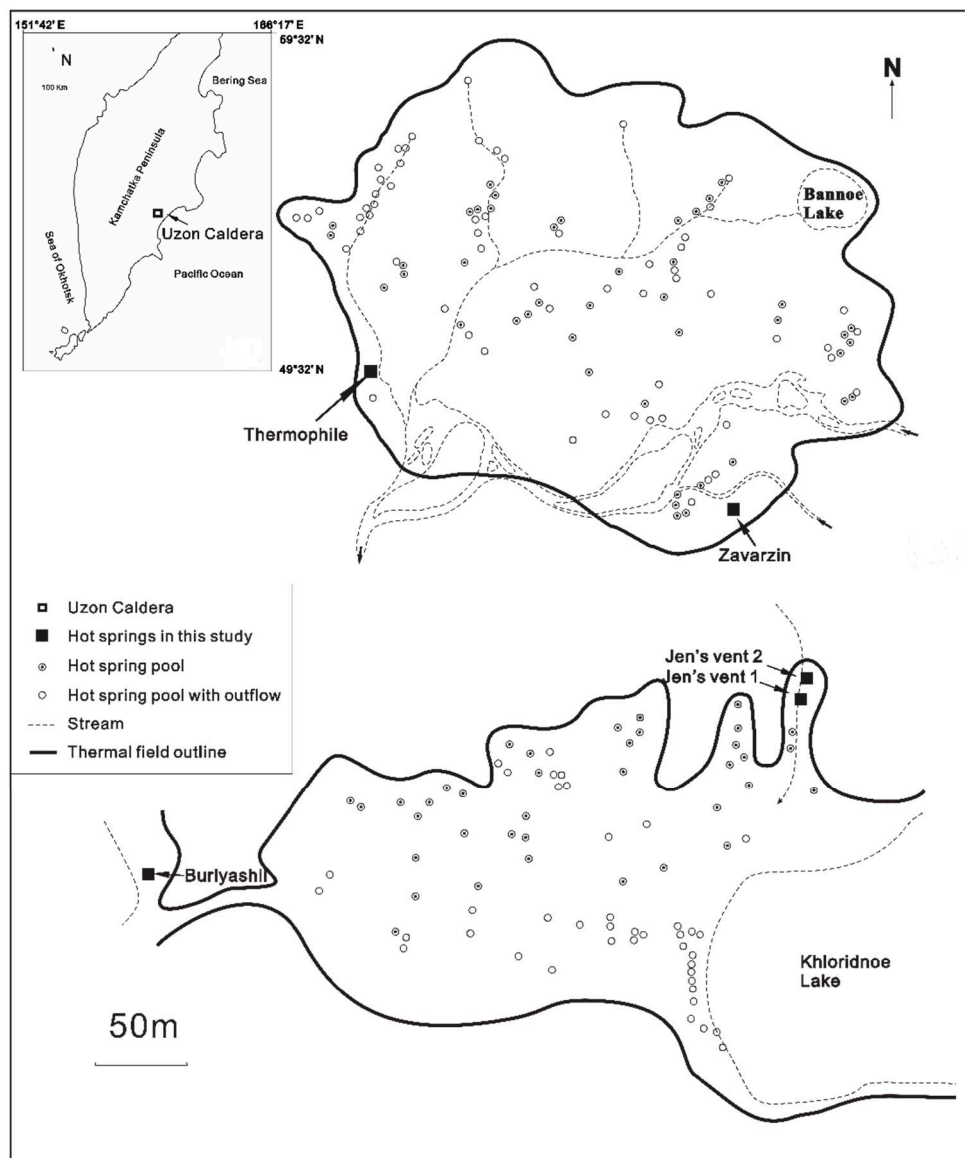 151°42' E
166°17' E
59°32' N
N
Bering Sea
100 Km
Kamchatka Peninsula
Uzon Caldera
Sea of Okhotsk
Pacific Ocean
49°32' N
N
Bannoe
Lake
Thermophile
Zavarzin
Uzon Caldera
Hot springs in this study
Hot spring pool
Hot spring pool with outflow
Stream
Thermal field outline
Jen's vent 2
Jen's vent 1
Burlyashii
Khloridnoe
Lake
50m